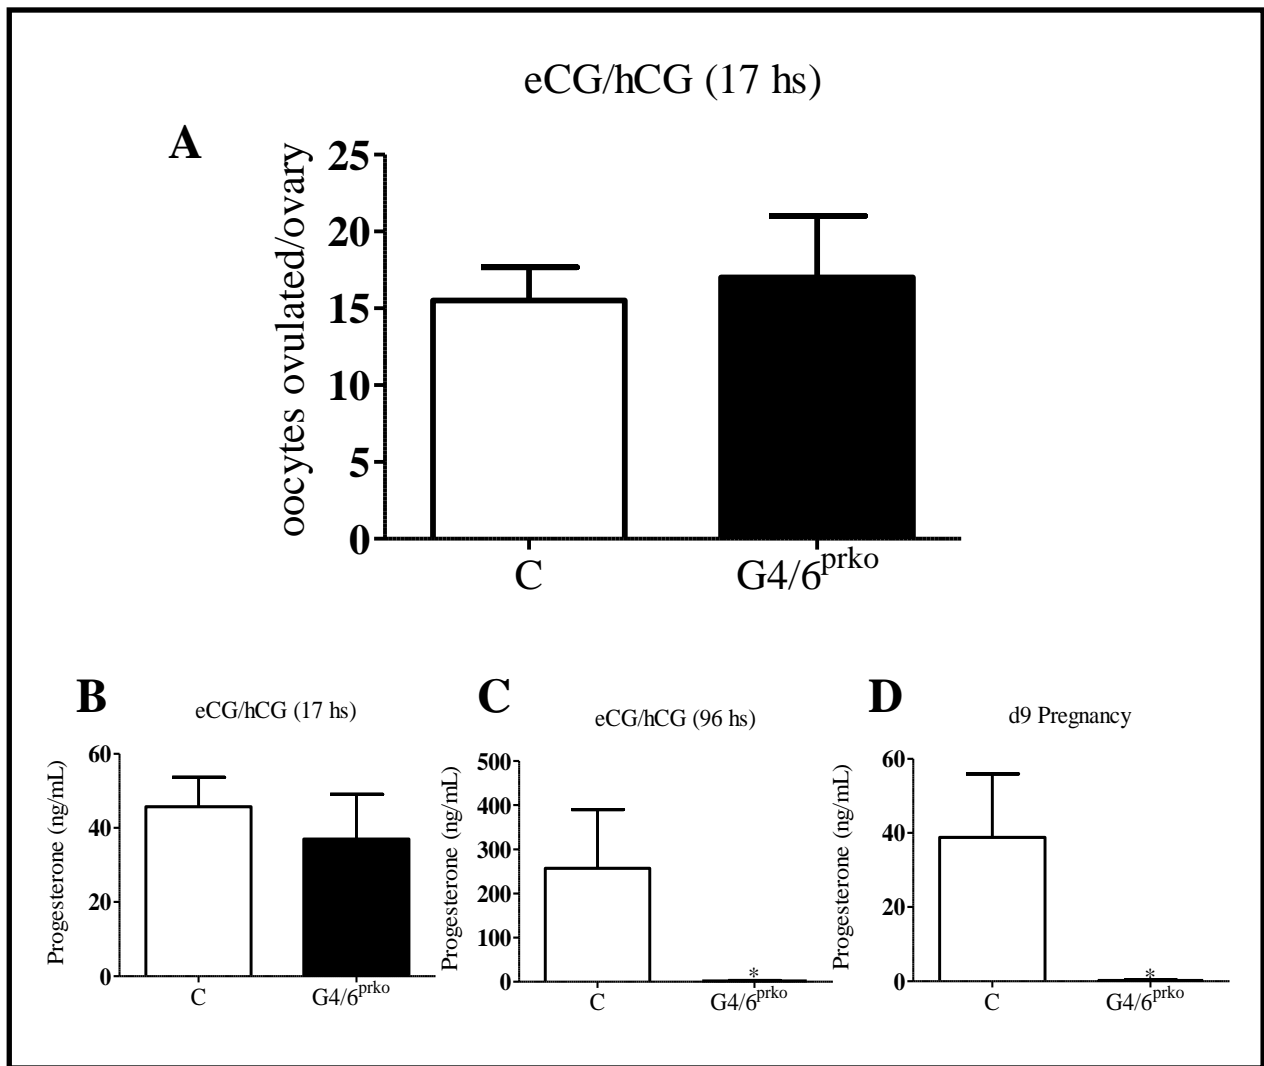 eCG/hCG (17 hs)
A
oocytes ovulated/ovary
25
20
15
10
5
0
C
G4/6prko
B
eCG/hCG (17 hs)
Progesterone (ng/mL)
60
40
20
0
C
G4/6prko
C
eCG/hCG (96 hs)
Progesterone (ng/mL)
500
400
300
200
100
0
*
C
G4/6prko
D
d9 Pregnancy
Progesterone (ng/mL)
60
40
20
0
*
C
G4/6prko